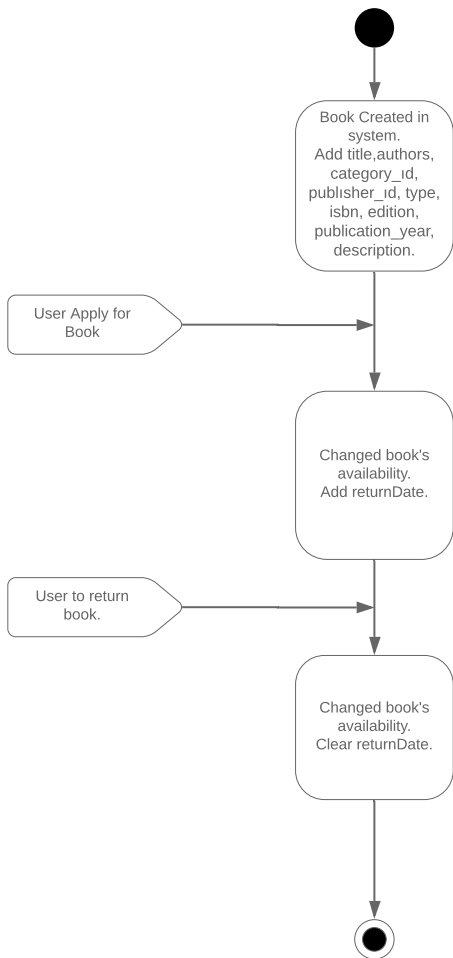 Book Created in
system.
Add title,authors,
category_ıd,
publısher_ıd, type,
isbn, edition,
publication_year,
description.
User Apply for
Book
Changed book's
availability.
Add returnDate.
User to return
book.
Changed book's
availability.
Clear returnDate.